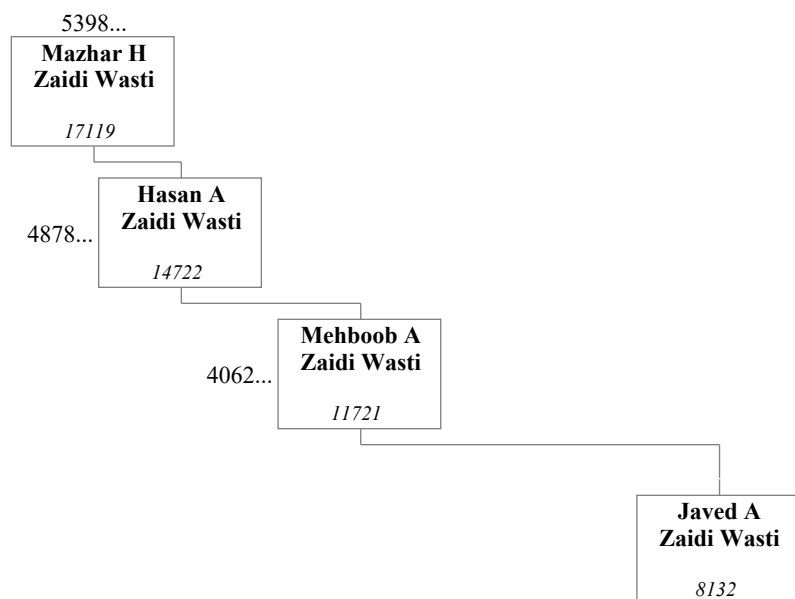 5398...
Mazhar H
Zaidi Wasti
17119
Hasan A
Zaidi Wasti
4878...
14722
Mehboob A
Zaidi Wasti
4062...
11721
Javed A
Zaidi Wasti
8132